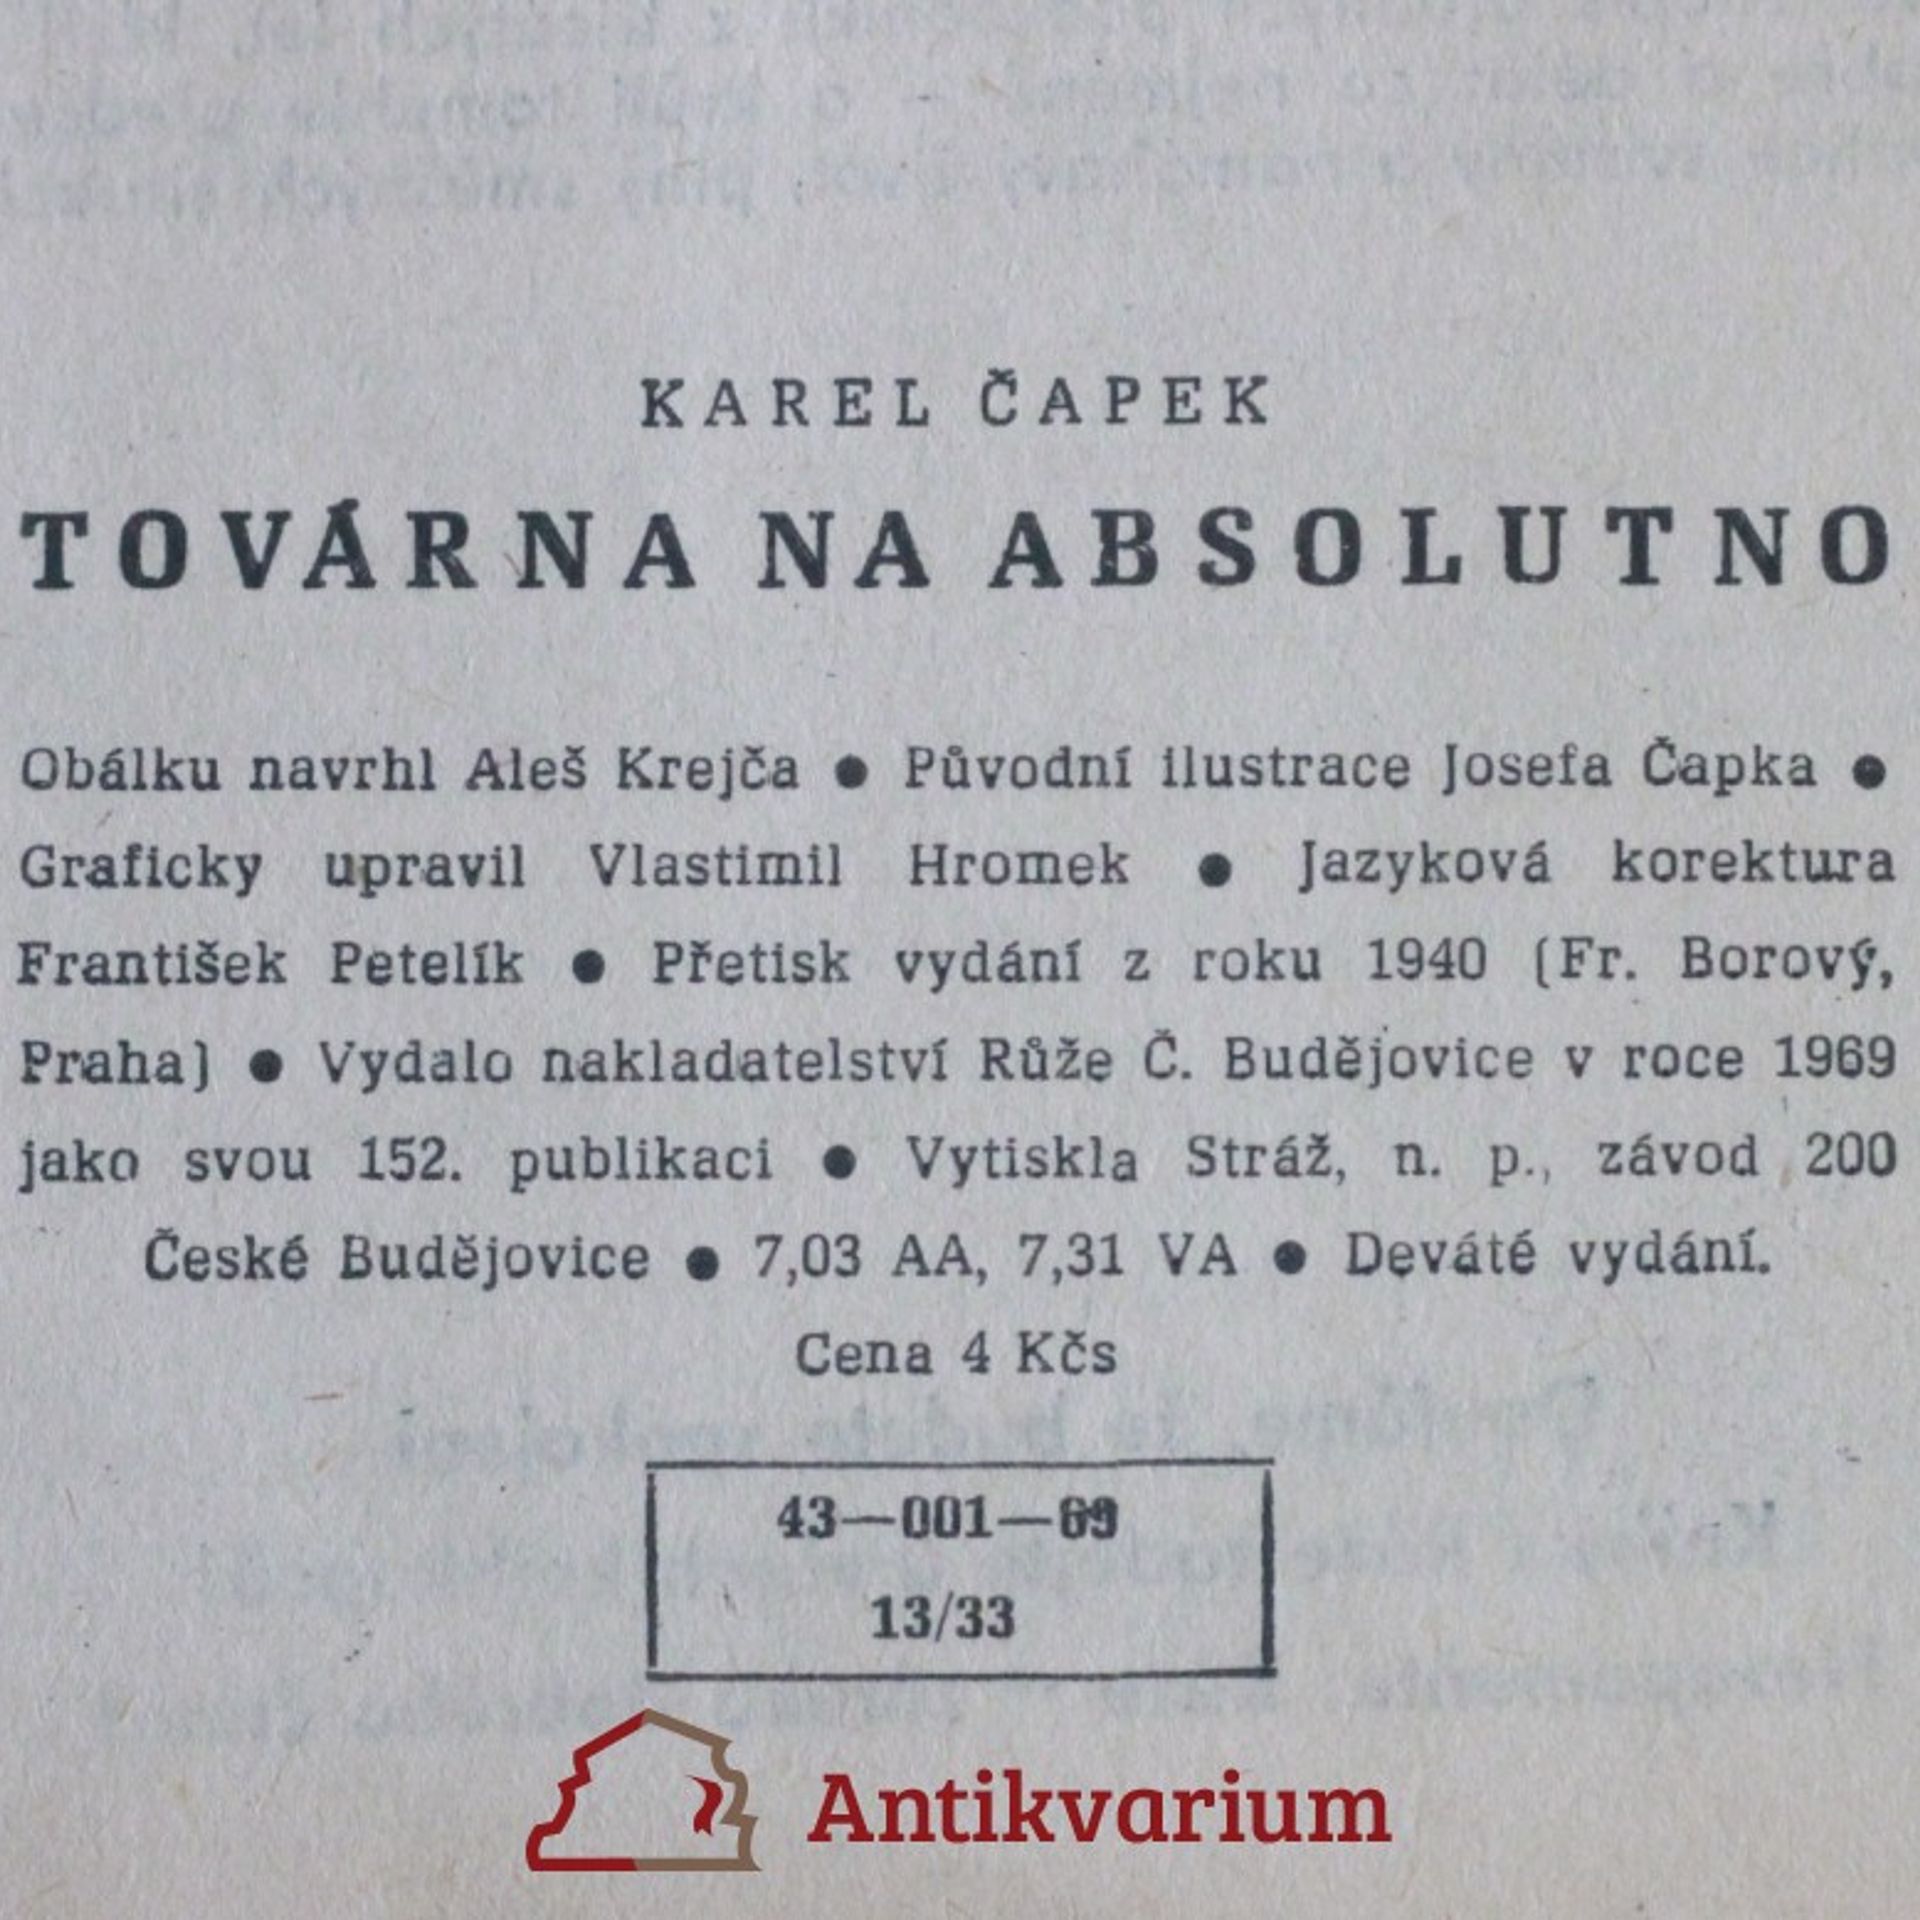 KAREL ČAPEK
TOVÁRNA NA ABSOLUTNO
Obálku navrhl Aleš Krejča ● Původní ilustrace Josefa Čapka ●
Graficky upravil Vlastimil Hromek ● Jazyková korektura
František Petelík ● Přetisk vydání z roku 1940 (Fr. Borový,
Praha) ● Vydalo nakladatelství Růže Č. Budějovice v roce 1969
jako svou 152. publikaci ● Vytiskla Stráž, n. p., závod 200
České Budějovice ● 7,03 AA, 7,31 VA ● Deváté vydání.
Cena 4 Kčs
43—001—69
13/33
Antikvarium